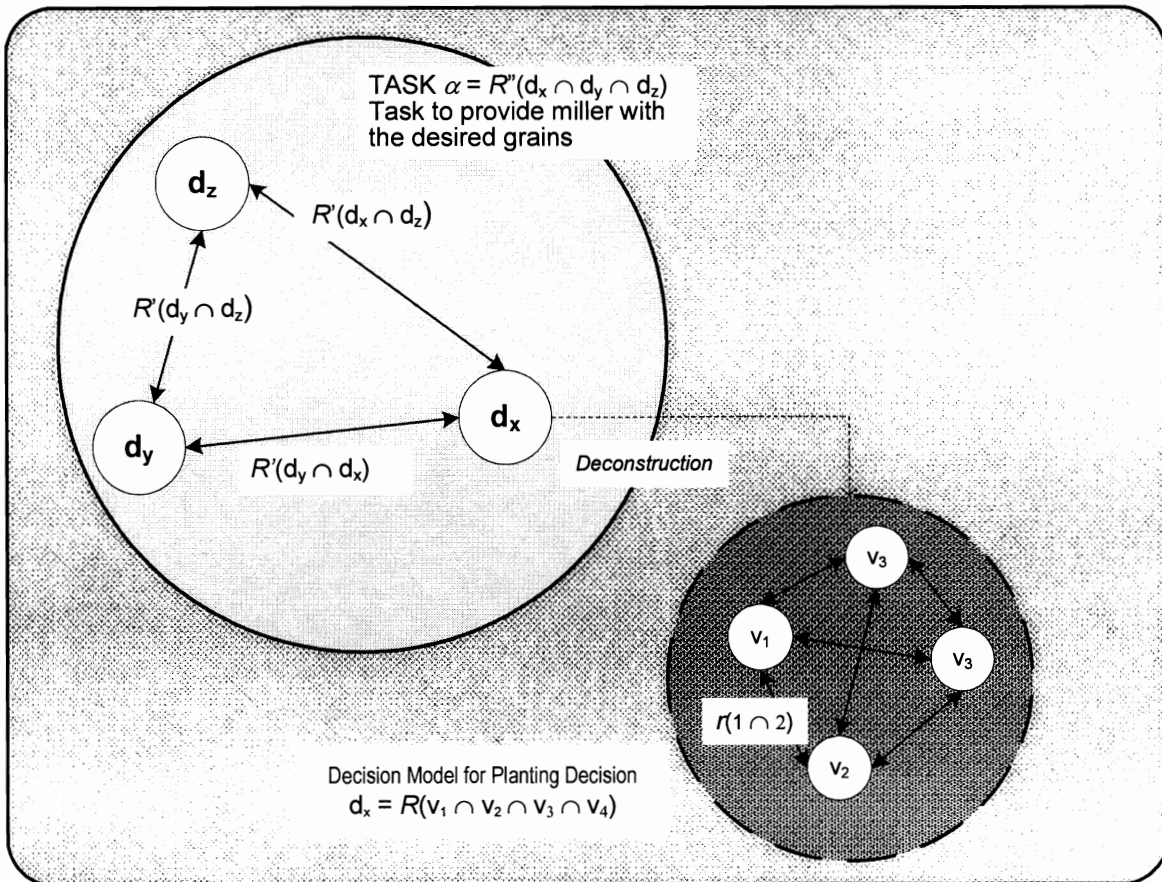 TASK α = R"(dx ∩ dy ∩ dz)
Task to provide miller with
the desired grains
dz
R'(dx ∩ dz)
R'(dy ∩ dz)
dx
dy
R'(dy ∩ dx)
Deconstruction
v3
v1
v3
r(1 ∩ 2)
v2
Decision Model for Planting Decision
dx = R(v1 ∩ v2 ∩ v3 ∩ v4)